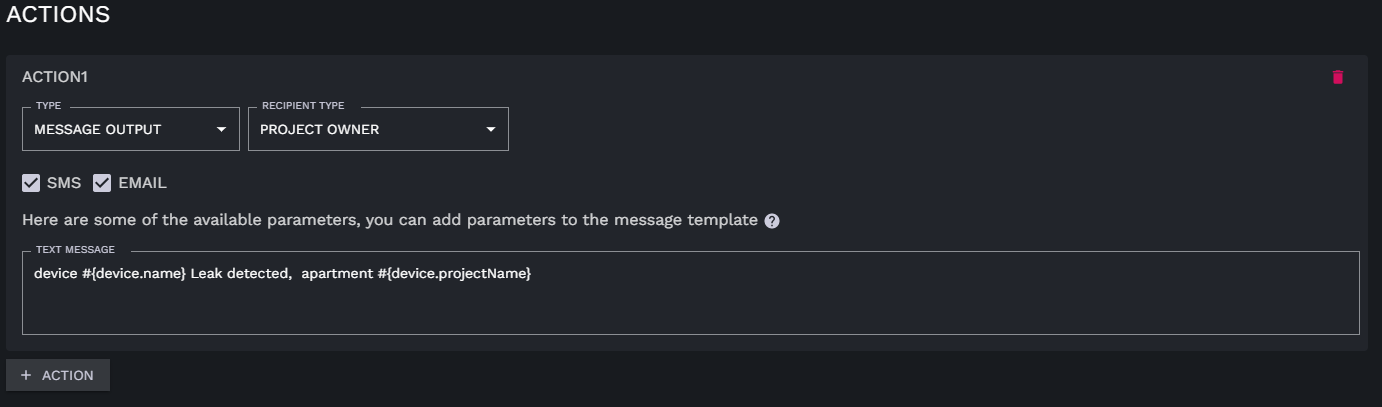 ACTIONS
ACTION1
TYPE
RECIPIENT TYPE
MESSAGE OUTPUT
PROJECT OWNER
SMS
EMAIL
Here are some of the available parameters, you can add parameters to the message template ?
TEXT MESSAGE
device #{device.name} Leak detected,  apartment #{device.projectName}
+ ACTION